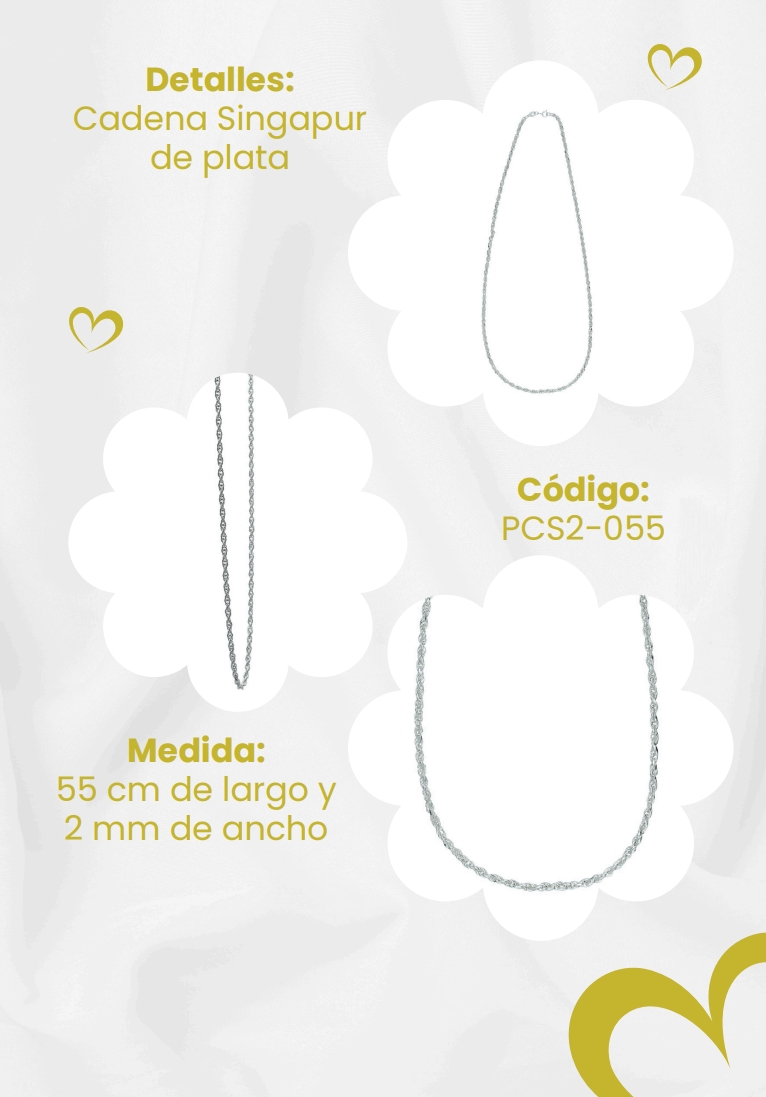 Detalles:
Cadena Singapur
de plata
Código:
PCS2-055
Medida:
55 cm de largo y
2 mm de ancho